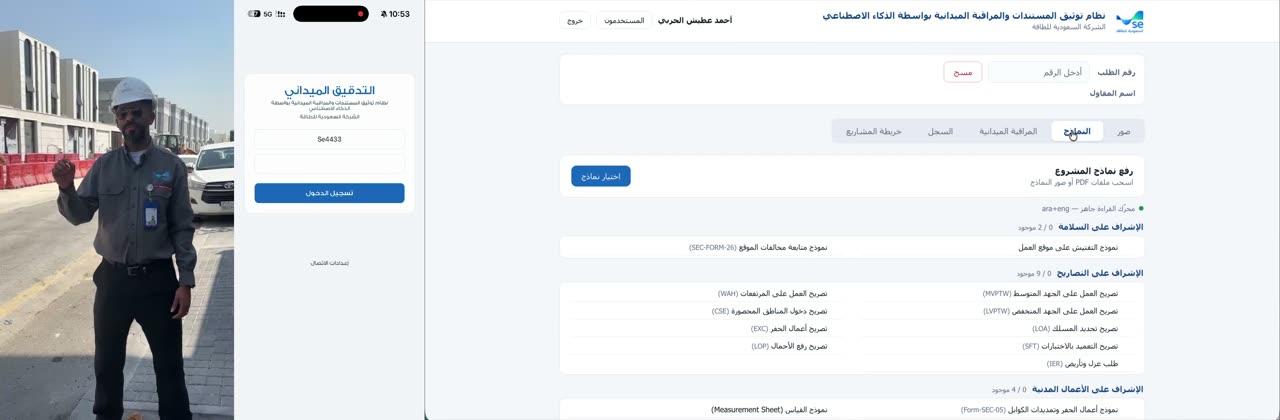 5G
10:53
التدقيق الميداني
نظام توثيق المستندات والمراقبة الميدانية بواسطة
الذكاء الاصطناعي
الشركة السعودية للطاقة
Se4433
تسجيل الدخول
إعدادات الاتصال
نظام توثيق المستندات والمراقبة الميدانية بواسطة الذكاء الاصطناعي
الشركة السعودية للطاقة
se
السعودية للطاقة
أحمد عطيش الحربي
المستخدمون
خروج
رقم الطلب
أدخل الرقم
مسح
اسم المقاول
صور
النماذج
المراقبة الميدانية
السجل
خريطة المشاريع
رفع نماذج المشروع
اسحب ملفات PDF أو صور النماذج
اختيار نماذج
محرّك القراءة جاهز — ara+eng
الإشراف على السلامة 0 / 2 موجود
نموذج التفتيش على موقع العمل
نموذج متابعة مخالفات الموقع (SEC-FORM-26)
الإشراف على التصاريح 0 / 9 موجود
تصريح العمل على الجهد المتوسط (MVPTW)
تصريح العمل على المرتفعات (WAH)
تصريح العمل على الجهد المنخفض (LVPTW)
تصريح دخول المناطق المحصورة (CSE)
تصريح تحديد المسلك (LOA)
تصريح أعمال الحفر (EXC)
تصريح التعميد بالاختبارات (SFT)
تصريح رفع الأحمال (LOP)
طلب عزل وتأريض (IER)
الإشراف على الأعمال المدنية 0 / 4 موجود
نموذج أعمال الحفر وتمديدات الكوابل (Form-SEC-05)
نموذج القياس (Measurement Sheet)